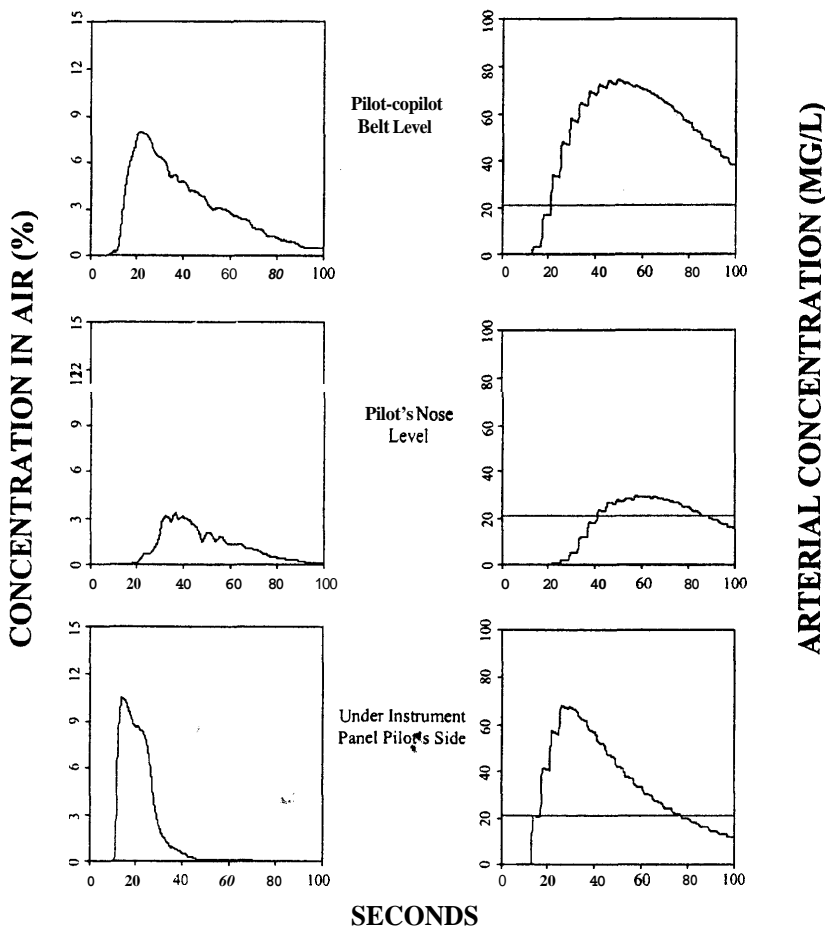 CONCENTRATION IN AIR (%)
15
12
9
6
3
0
0 20 40 60 80 100
Pilot-copilot
Belt Level
100
80
60
40
20
0
0 20 40 60 80 100
ARTERIAL CONCENTRATION (MG/L)
15
122
9
6
3
0
0 20 40 60 80 100
Pilot's Nose
Level
100
80
60
40
20
0
0 20 40 60 80 100
15
12
9
6
3
0
0 20 40 60 80 100
Under Instrument
Panel Pilot's Side
100
80
60
40
20
0
0 20 40 60 80 100
SECONDS